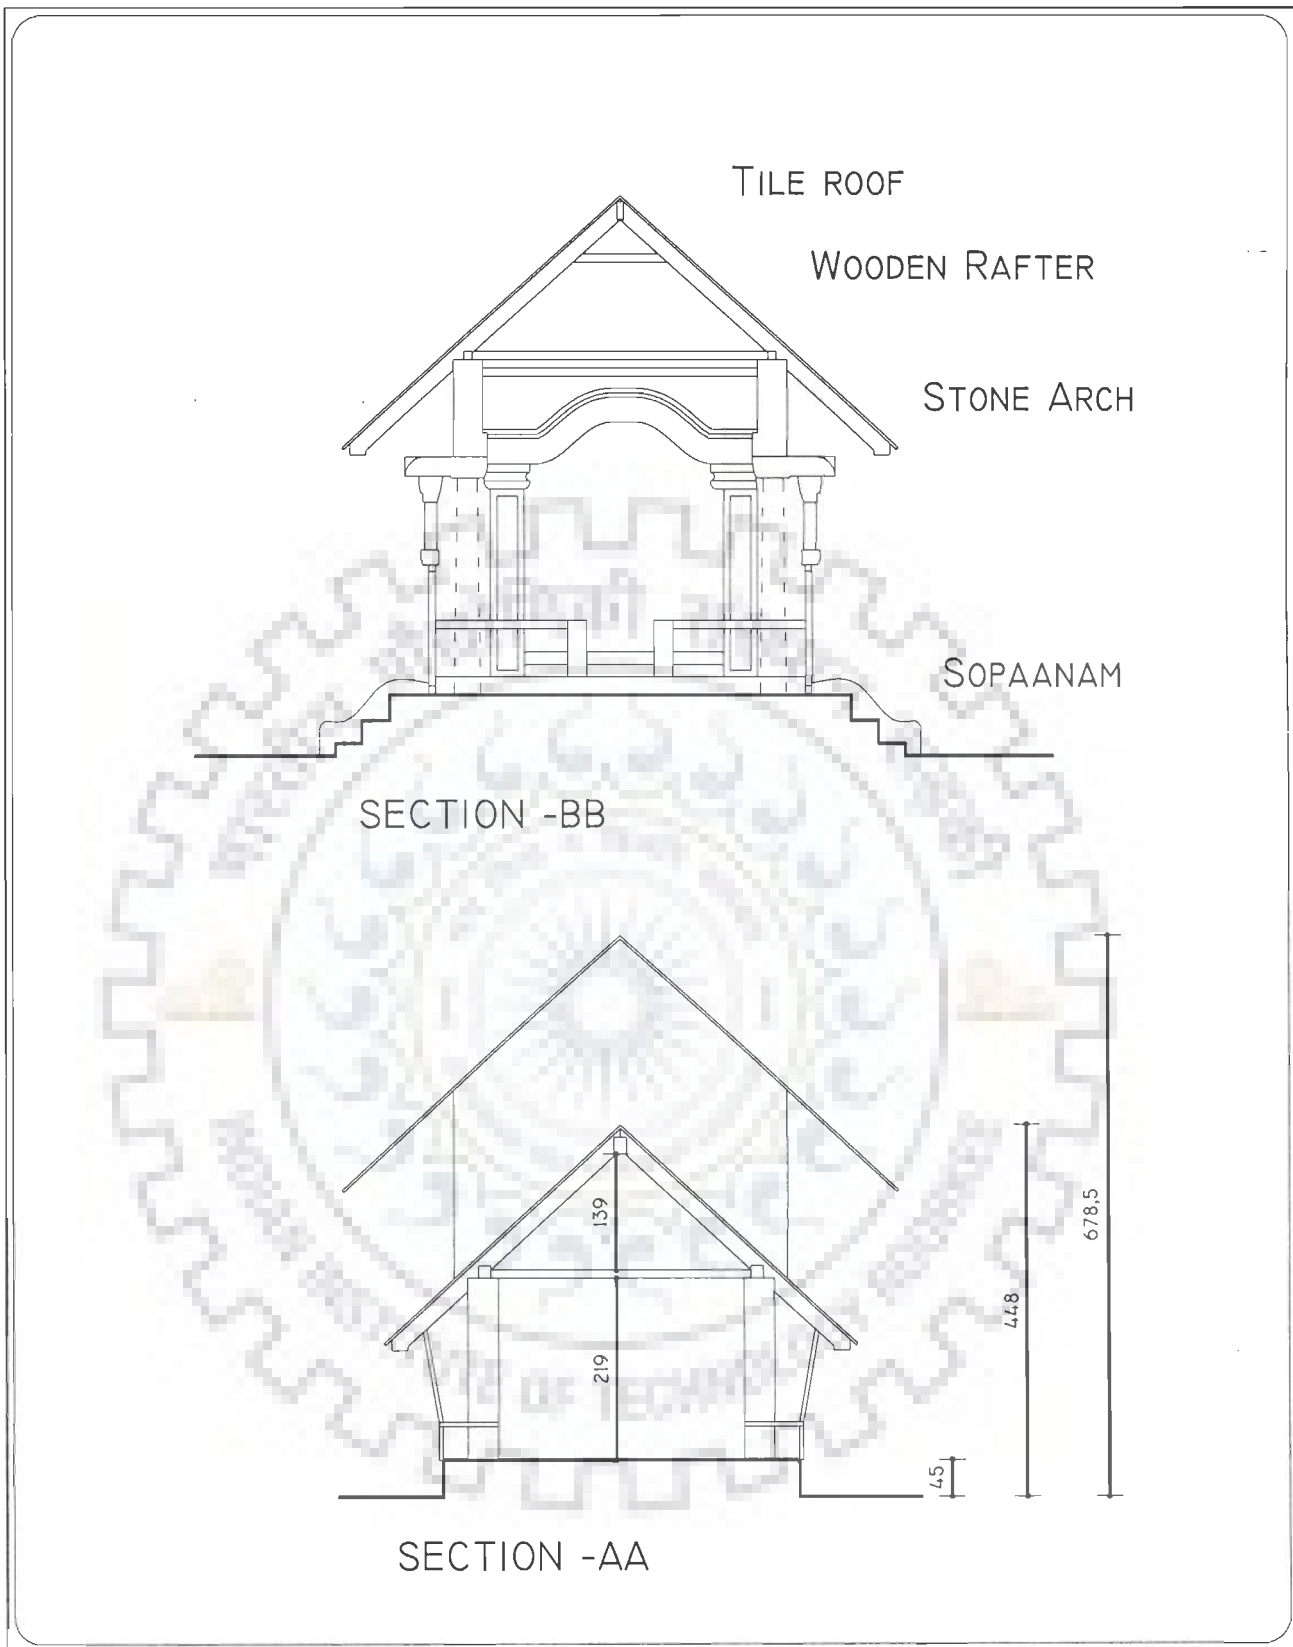 TILE ROOF
WOODEN RAFTER
STONE ARCH
SOPAANAM
SECTION -BB
678,5
139
448
219
45
SECTION -AA